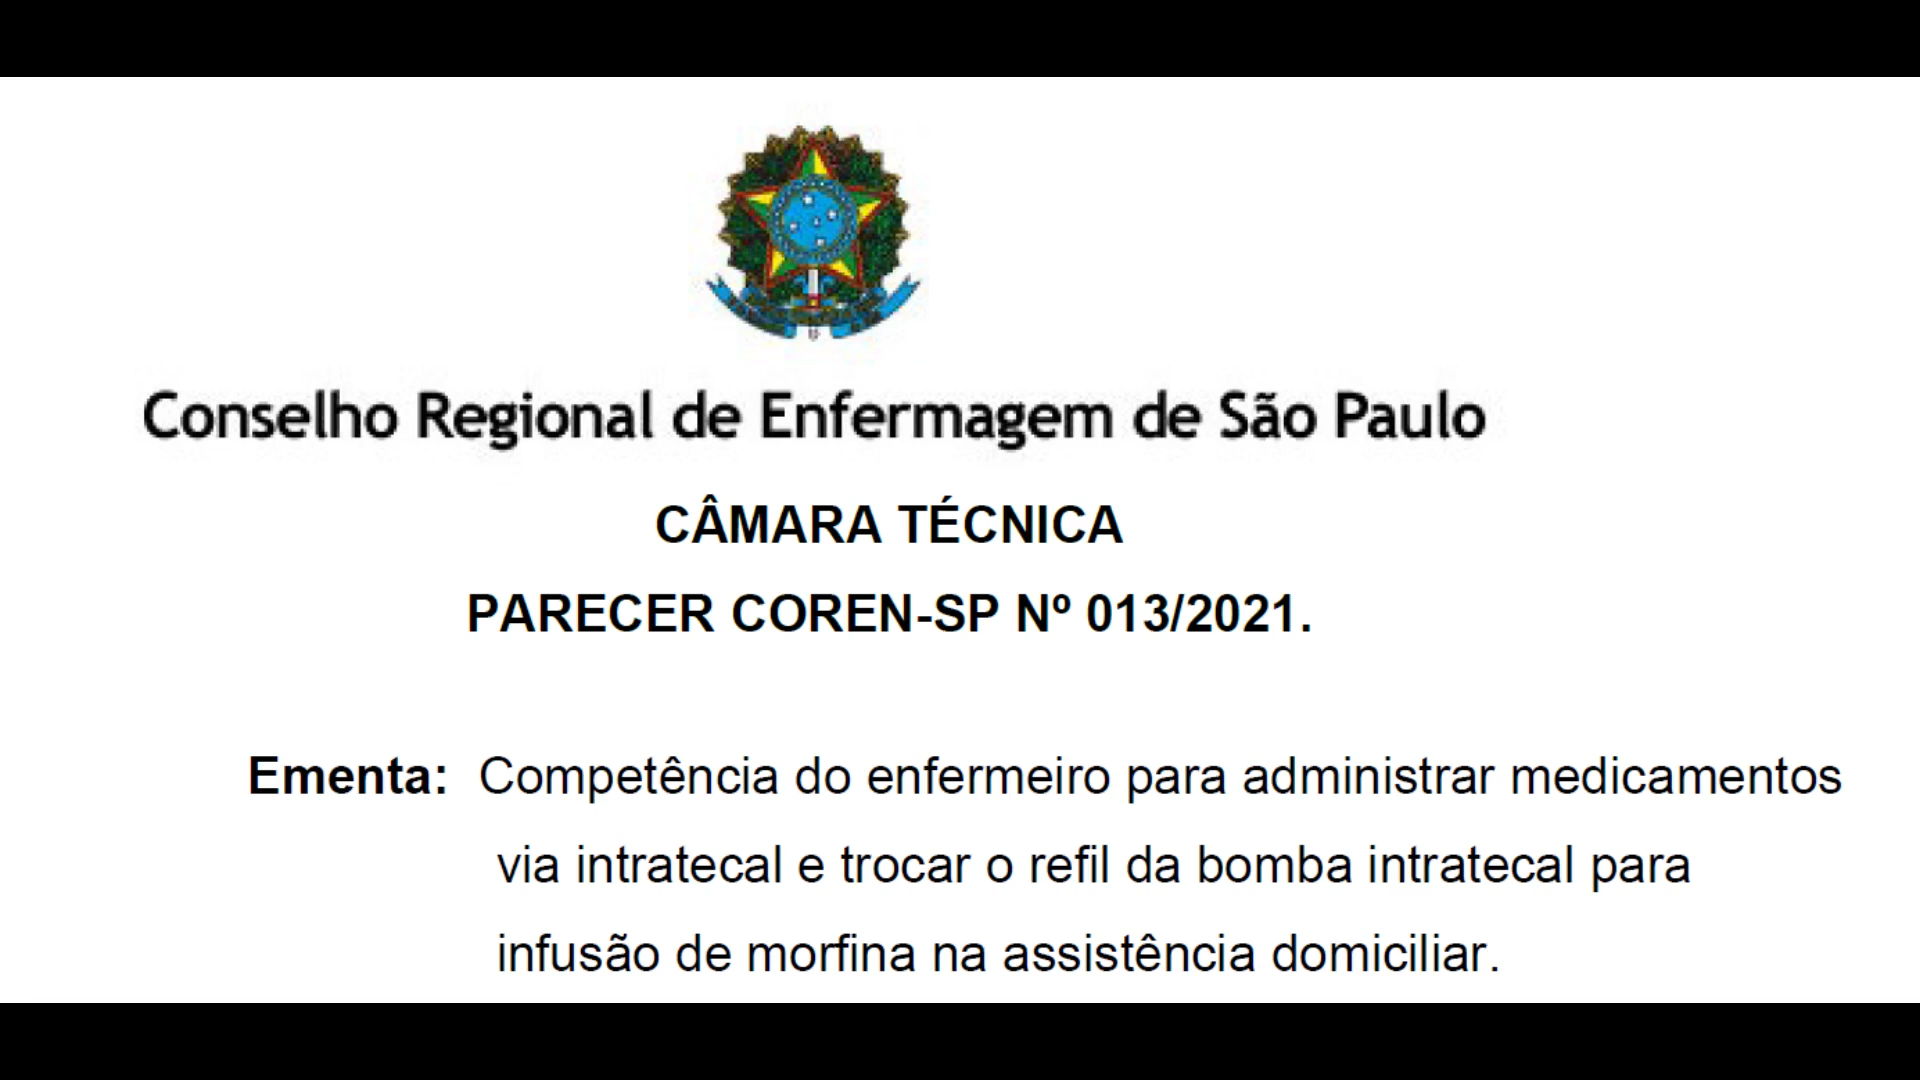 Conselho Regional de Enfermagem de São Paulo
CÂMARA TÉCNICA
PARECER COREN-SP Nº 013/2021.
Ementa: Competência do enfermeiro para administrar medicamentos
via intratecal e trocar o refil da bomba intratecal para
infusão de morfina na assistência domiciliar.